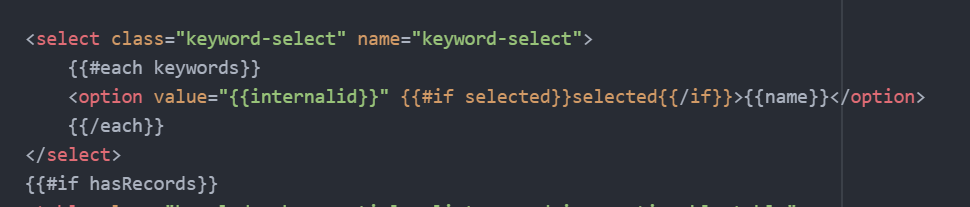 <select class="keyword-select" name="keyword-select">
{{#each keywords}}
<option value="{{internalid}}" {{#if selected}}selected{{/if}}>{{name}}</option>
{{/each}}
</select>
{{#if hasRecords}}